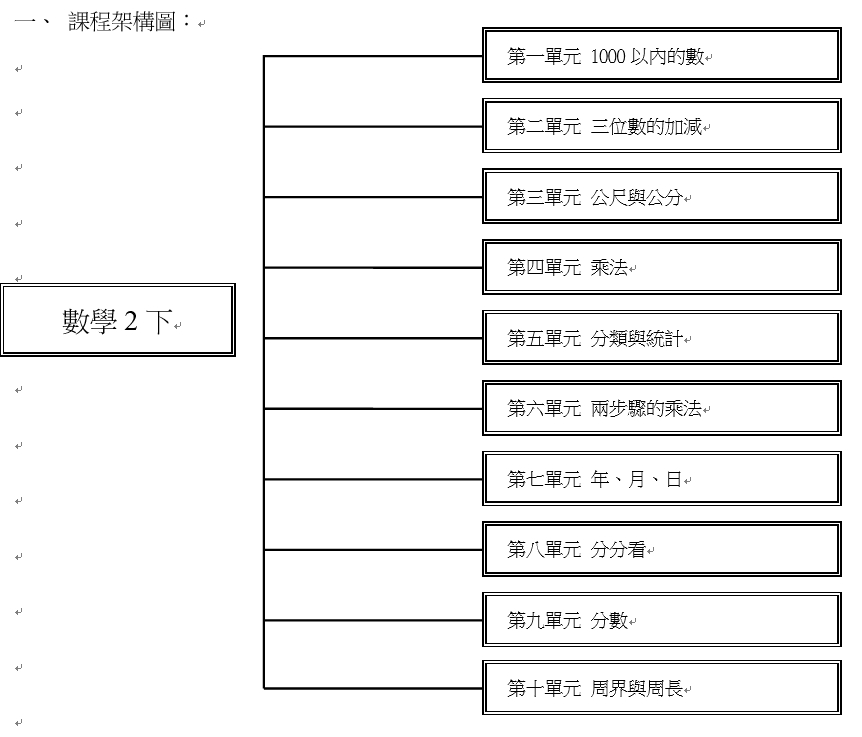 一、 課程架構圖：
第一單元 1000 以內的數
第二單元 三位數的加減
第三單元 公尺與公分
第四單元 乘法
數學 2 下
第五單元 分類與統計
第六單元 兩步驟的乘法
第七單元 年、月、日
第八單元 分分看
第九單元 分數
第十單元 周界與周長